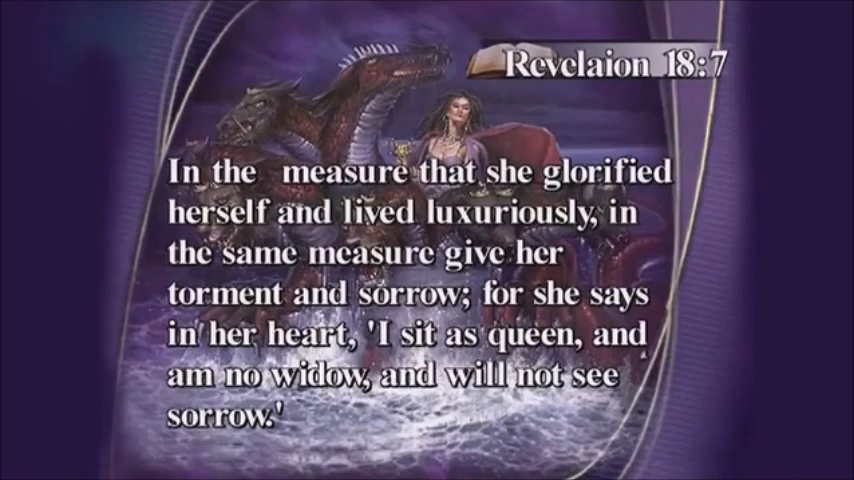 Revelaion 18:7
In the measure that she glorified
herself and lived luxuriously, in
the same measure give her
torment and sorrow; for she says
in her heart, 'I sit as queen, and
am no widow, and will not see
sorrow.'